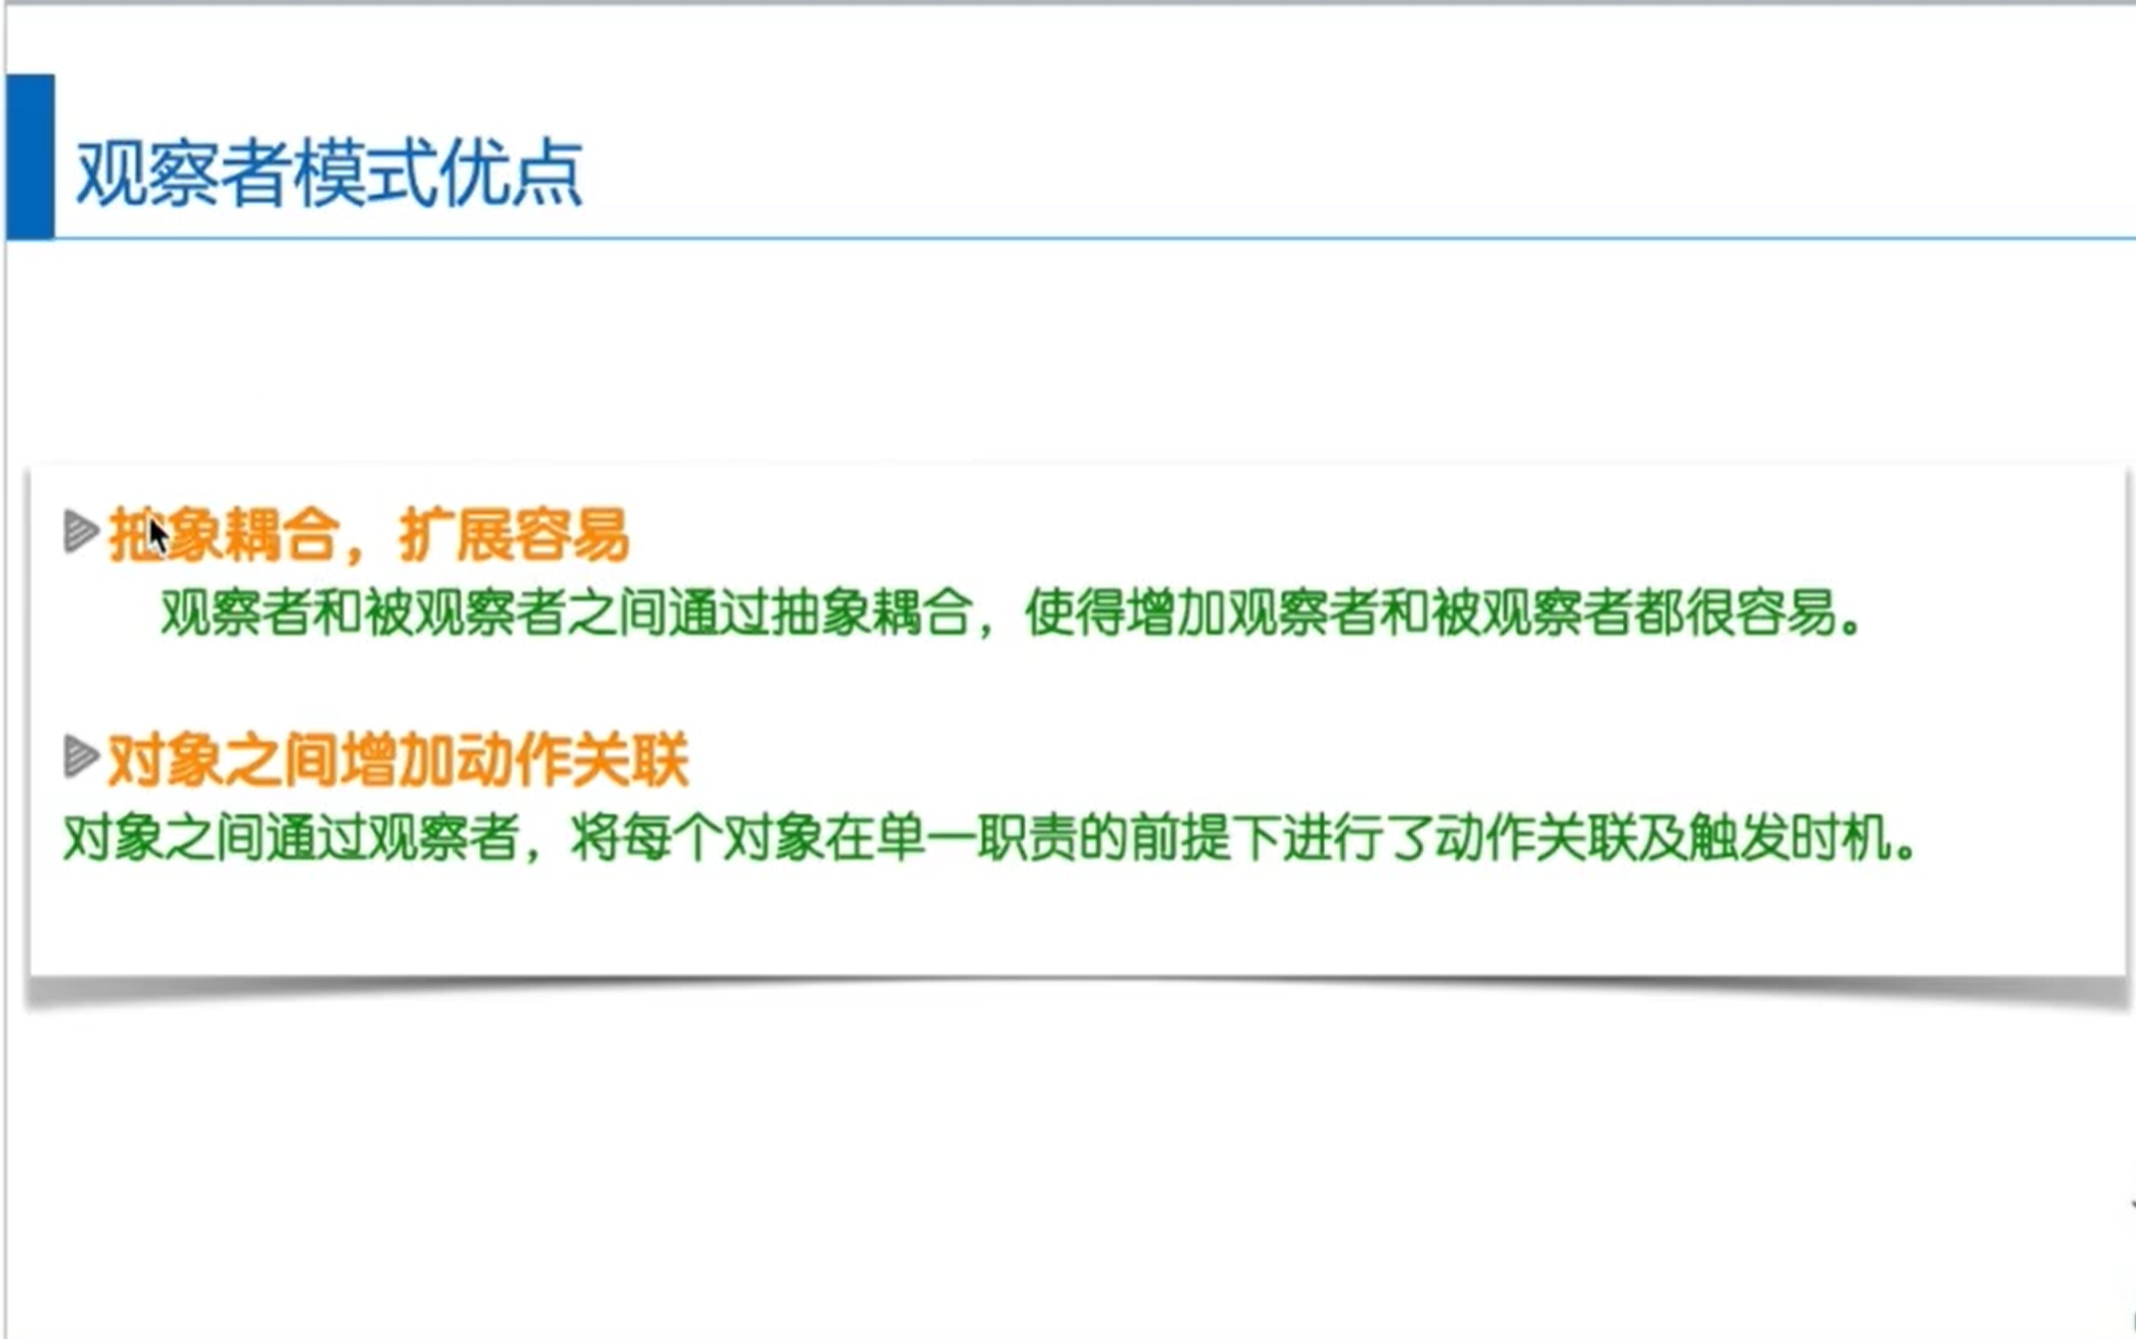 观察者模式优点
抽象耦合，扩展容易
观察者和被观察者之间通过抽象耦合，使得增加观察者和被观察者都很容易。
对象之间增加动作关联
对象之间通过观察者，将每个对象在单一职责的前提下进行了动作关联及触发时机。